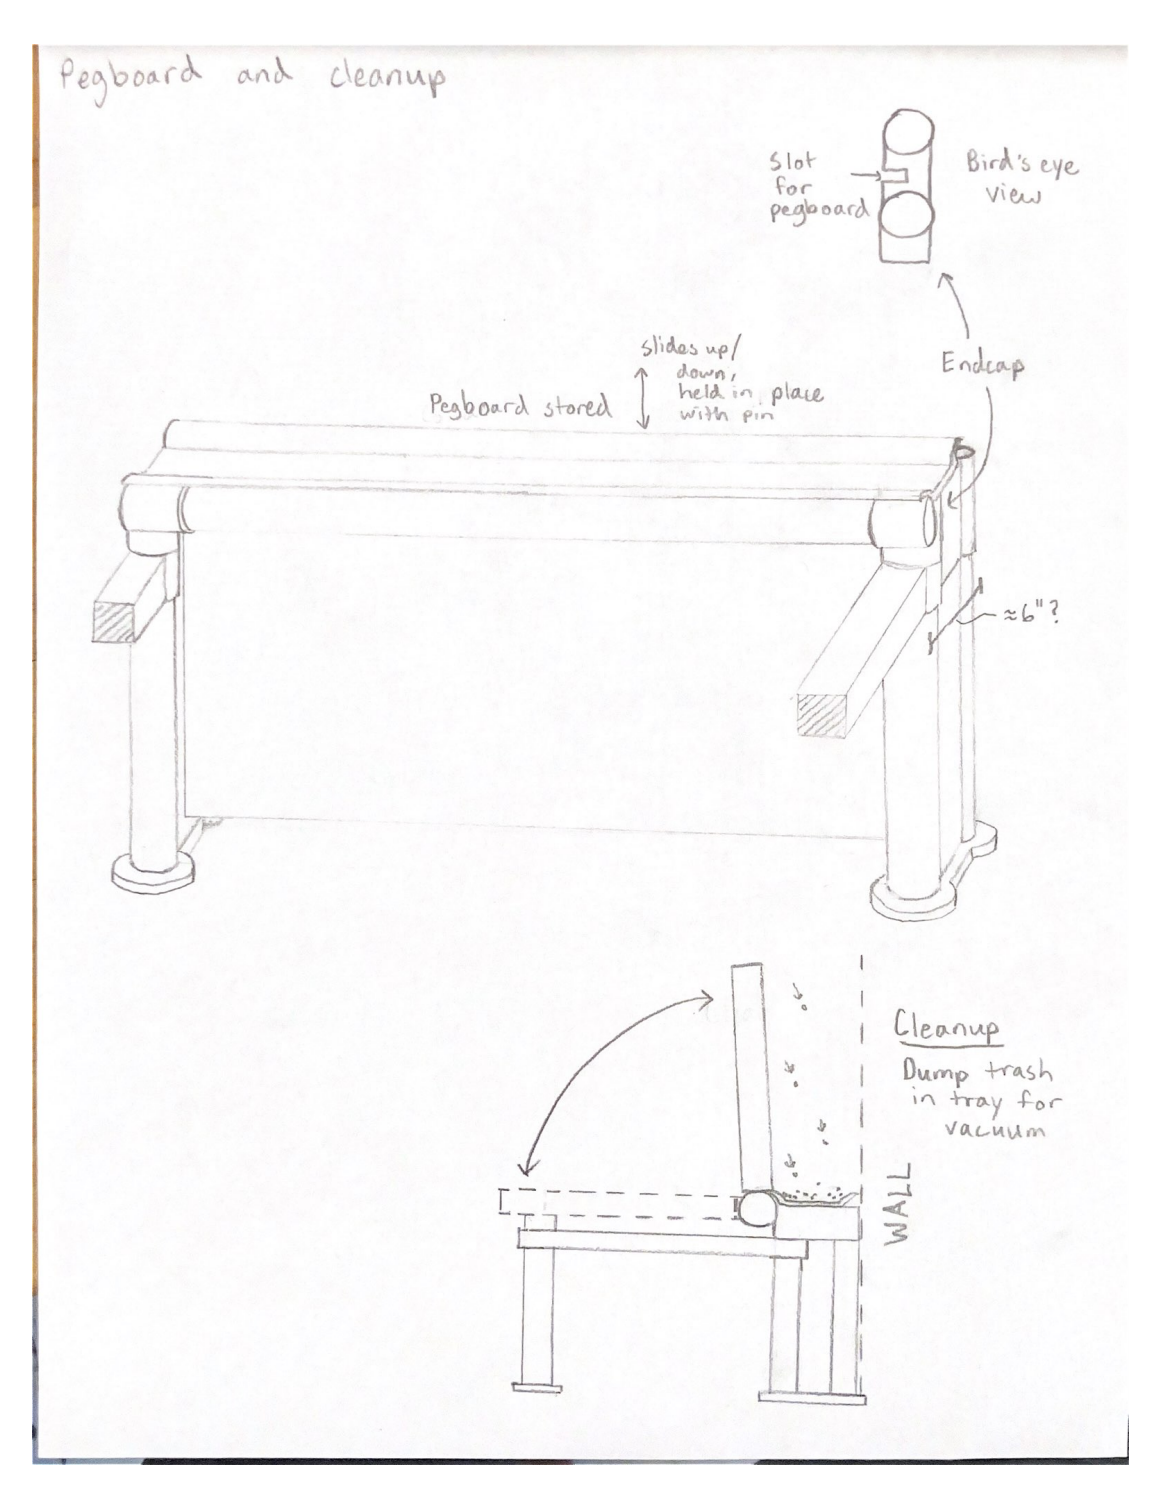 Pegboard and cleanup
Slot
for
pegboard
Bird's eye
view
Endcap
slides up/
down,
held in place
with pin
Pegboard stored
≈6"?
Cleanup
Dump trash
in tray for
vacuum
WALL